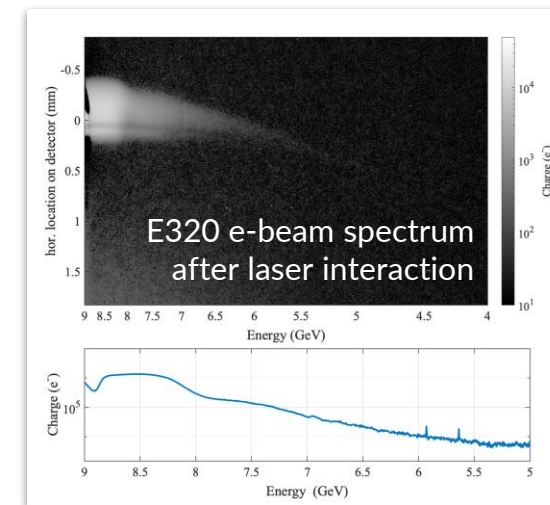 -0.5
0
0.5
1
1.5
hor. location on detector (mm)
E320 e-beam spectrum
after laser interaction
9 8.5 8 7.5 7 6.5 6 5.5 5 4.5 4
Energy (GeV)
10⁴
10³
10²
10¹
Charge (e⁻)
10⁵
Charge (e⁻)
9 8.5 8 7.5 7 6.5 6 5.5 5
Energy (GeV)